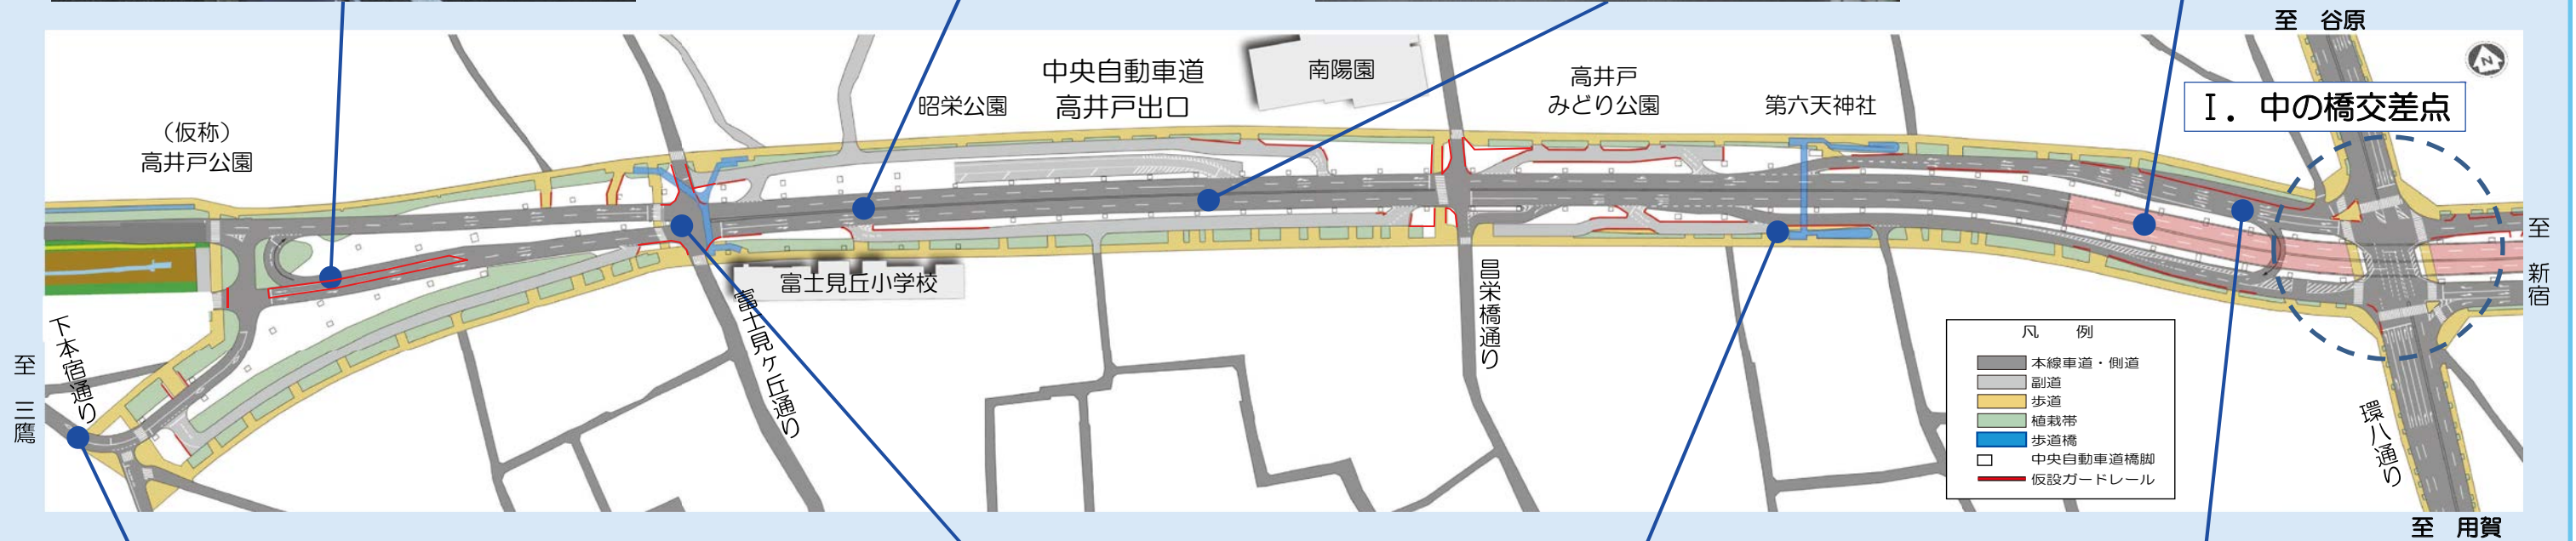 至 谷原
N
中央自動車道
高井戸出口
南陽園
高井戸
みどり公園
昭栄公園
第六天神社
Ⅰ. 中の橋交差点
（仮称）
高井戸公園
至 新宿
富士見丘小学校
下本宿通り
富士見ヶ丘通り
昌栄橋通り
至 三鷹
凡 例
本線車道・側道
副道
歩道
植栽帯
歩道橋
中央自動車道橋脚
仮設ガードレール
環八通り
至 用賀